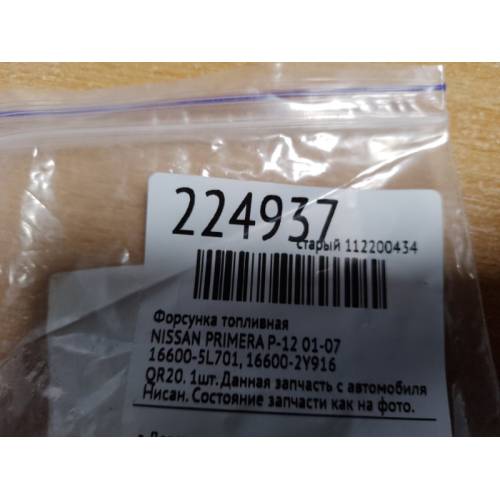 224937
старый 112200434
Форсунка топливная
NISSAN PRIMERA P-12 01-07
16600-5L701, 16600-2Y916
QR20. 1шт. Данная запчасть с автомобиля
Нисан. Состояние запчасти как на фото.